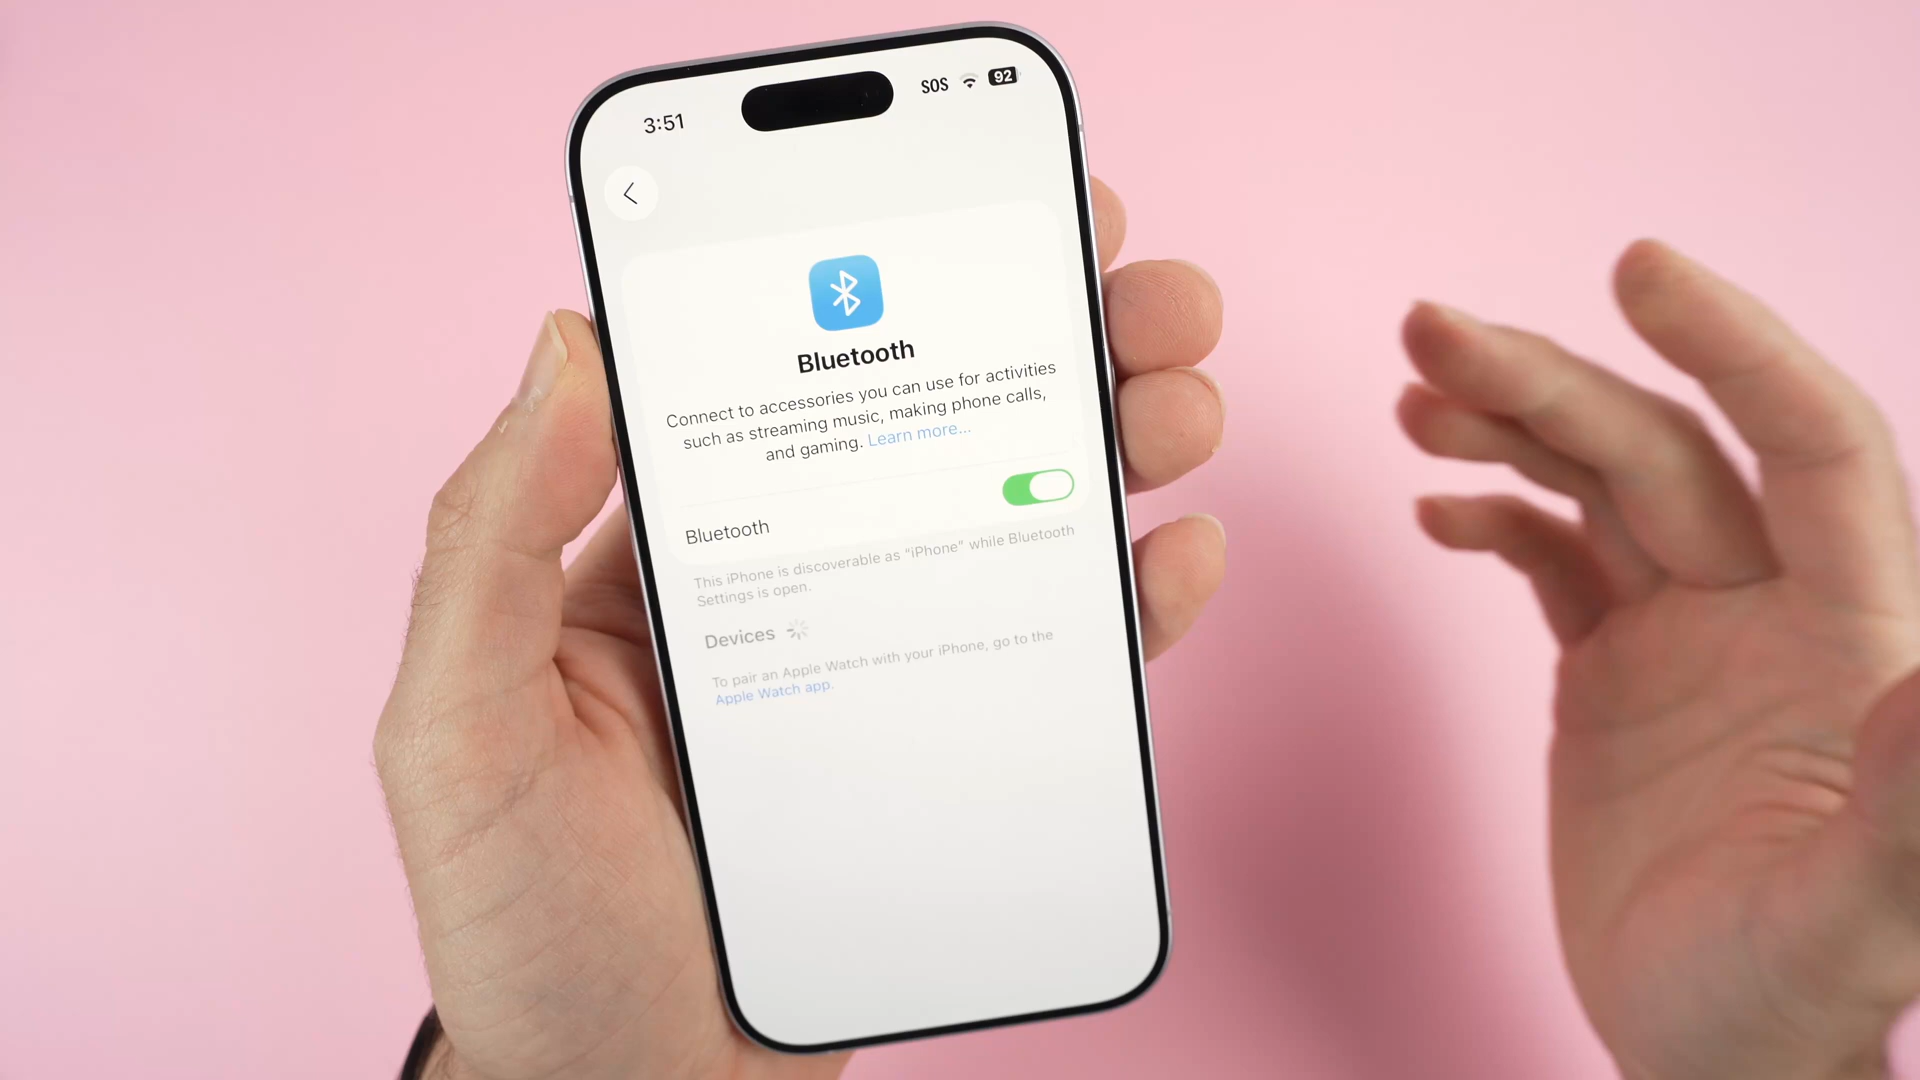 3:51
SOS 92
Bluetooth
Connect to accessories you can use for activities
such as streaming music, making phone calls,
and gaming. Learn more...
Bluetooth
This iPhone is discoverable as “iPhone” while Bluetooth
Settings is open.
Devices
To pair an Apple Watch with your iPhone, go to the
Apple Watch app.